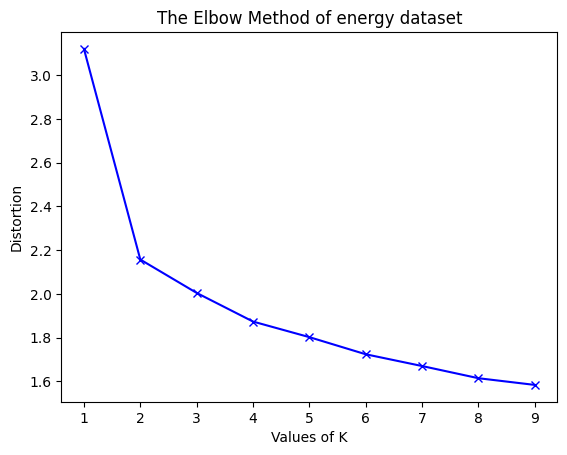 The Elbow Method of energy dataset
3.0
2.8
2.6
2.4
2.2
2.0
1.8
1.6
Distortion
1 2 3 4 5 6 7 8 9
Values of K